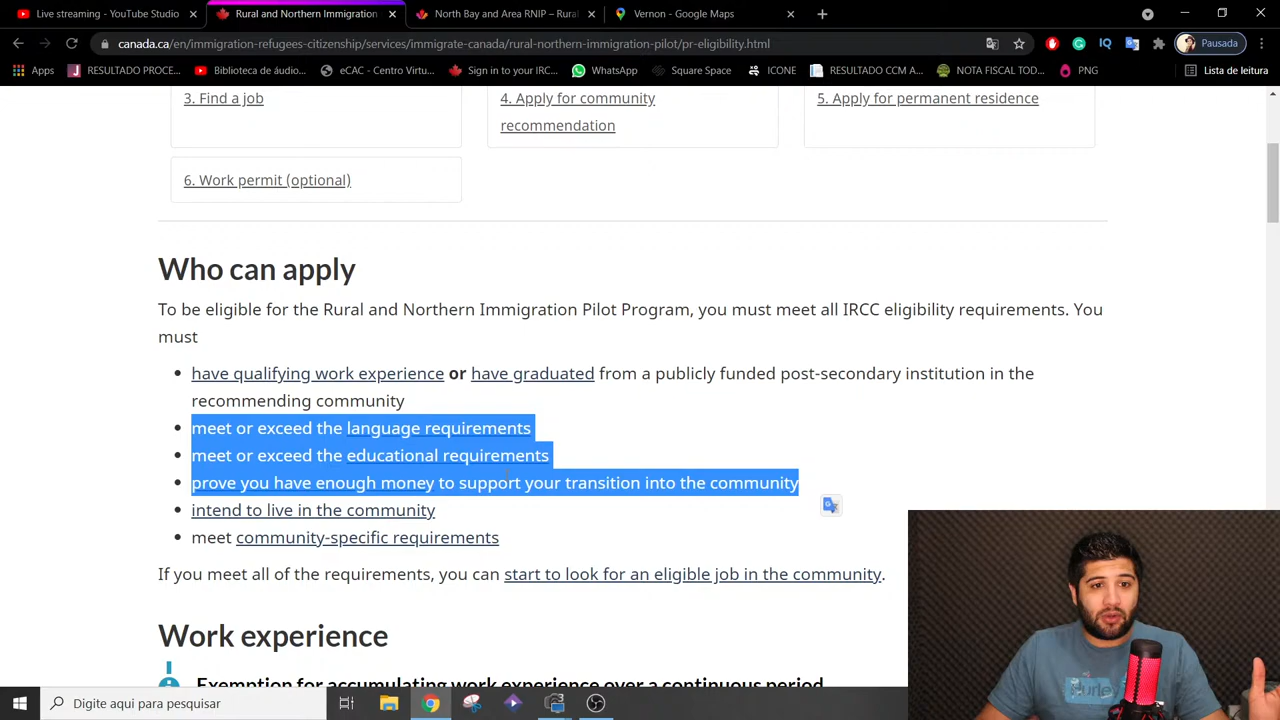 Live streaming - YouTube Studio
Rural and Northern Immigration
North Bay and Area RNIP – Rural
Vernon - Google Maps
canada.ca/en/immigration-refugees-citizenship/services/immigrate-canada/rural-northern-immigration-pilot/pr-eligibility.html
Pausada
Apps
RESULTADO PROCE...
Biblioteca de áudio...
eCAC - Centro Virtu...
Sign in to your IRC...
WhatsApp
Square Space
ICONE
RESULTADO CCM A...
NOTA FISCAL TOD...
PNG
Lista de leitura
3. Find a job
4. Apply for community
recommendation
5. Apply for permanent residence
6. Work permit (optional)
Who can apply
To be eligible for the Rural and Northern Immigration Pilot Program, you must meet all IRCC eligibility requirements. You
must
have qualifying work experience or have graduated from a publicly funded post-secondary institution in the
recommending community
meet or exceed the language requirements
meet or exceed the educational requirements
prove you have enough money to support your transition into the community
intend to live in the community
meet community-specific requirements
If you meet all of the requirements, you can start to look for an eligible job in the community.
Work experience
Exemption for accumulating work experience over a continuous period
Hurley
Digite aqui para pesquisar